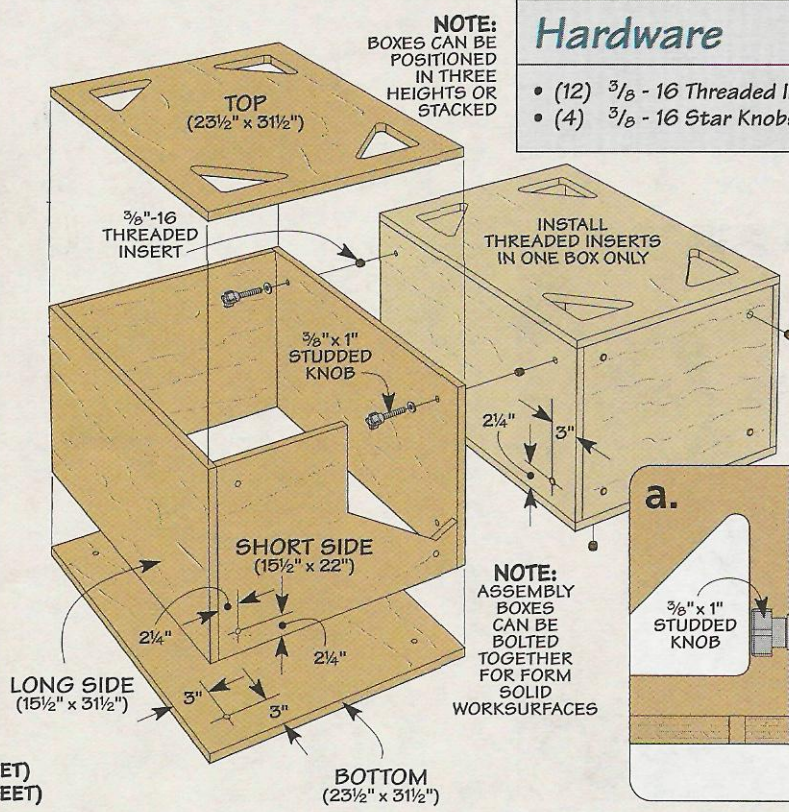 NOTE:
BOXES CAN BE
POSITIONED
IN THREE
HEIGHTS OR
STACKED
Hardware
• (12) 3/8 - 16 Threaded
• (4) 3/8 - 16 Star Knobs
TOP
(23½" x 31½")
3/8"-16
THREADED
INSERT
INSTALL
THREADED INSERTS
IN ONE BOX ONLY
3/8" x 1"
STUDDED
KNOB
2¼"
3"
a.
3/8" x 1"
STUDDED
KNOB
SHORT SIDE
(15½" x 22")
2¼"
2¼"
NOTE:
ASSEMBLY
BOXES
CAN BE
BOLTED
TOGETHER
FOR FORM
SOLID
WORKSURFACES
LONG SIDE
(15½" x 31½")
3"
3"
BOTTOM
(23½" x 31½")
ET)
EET)